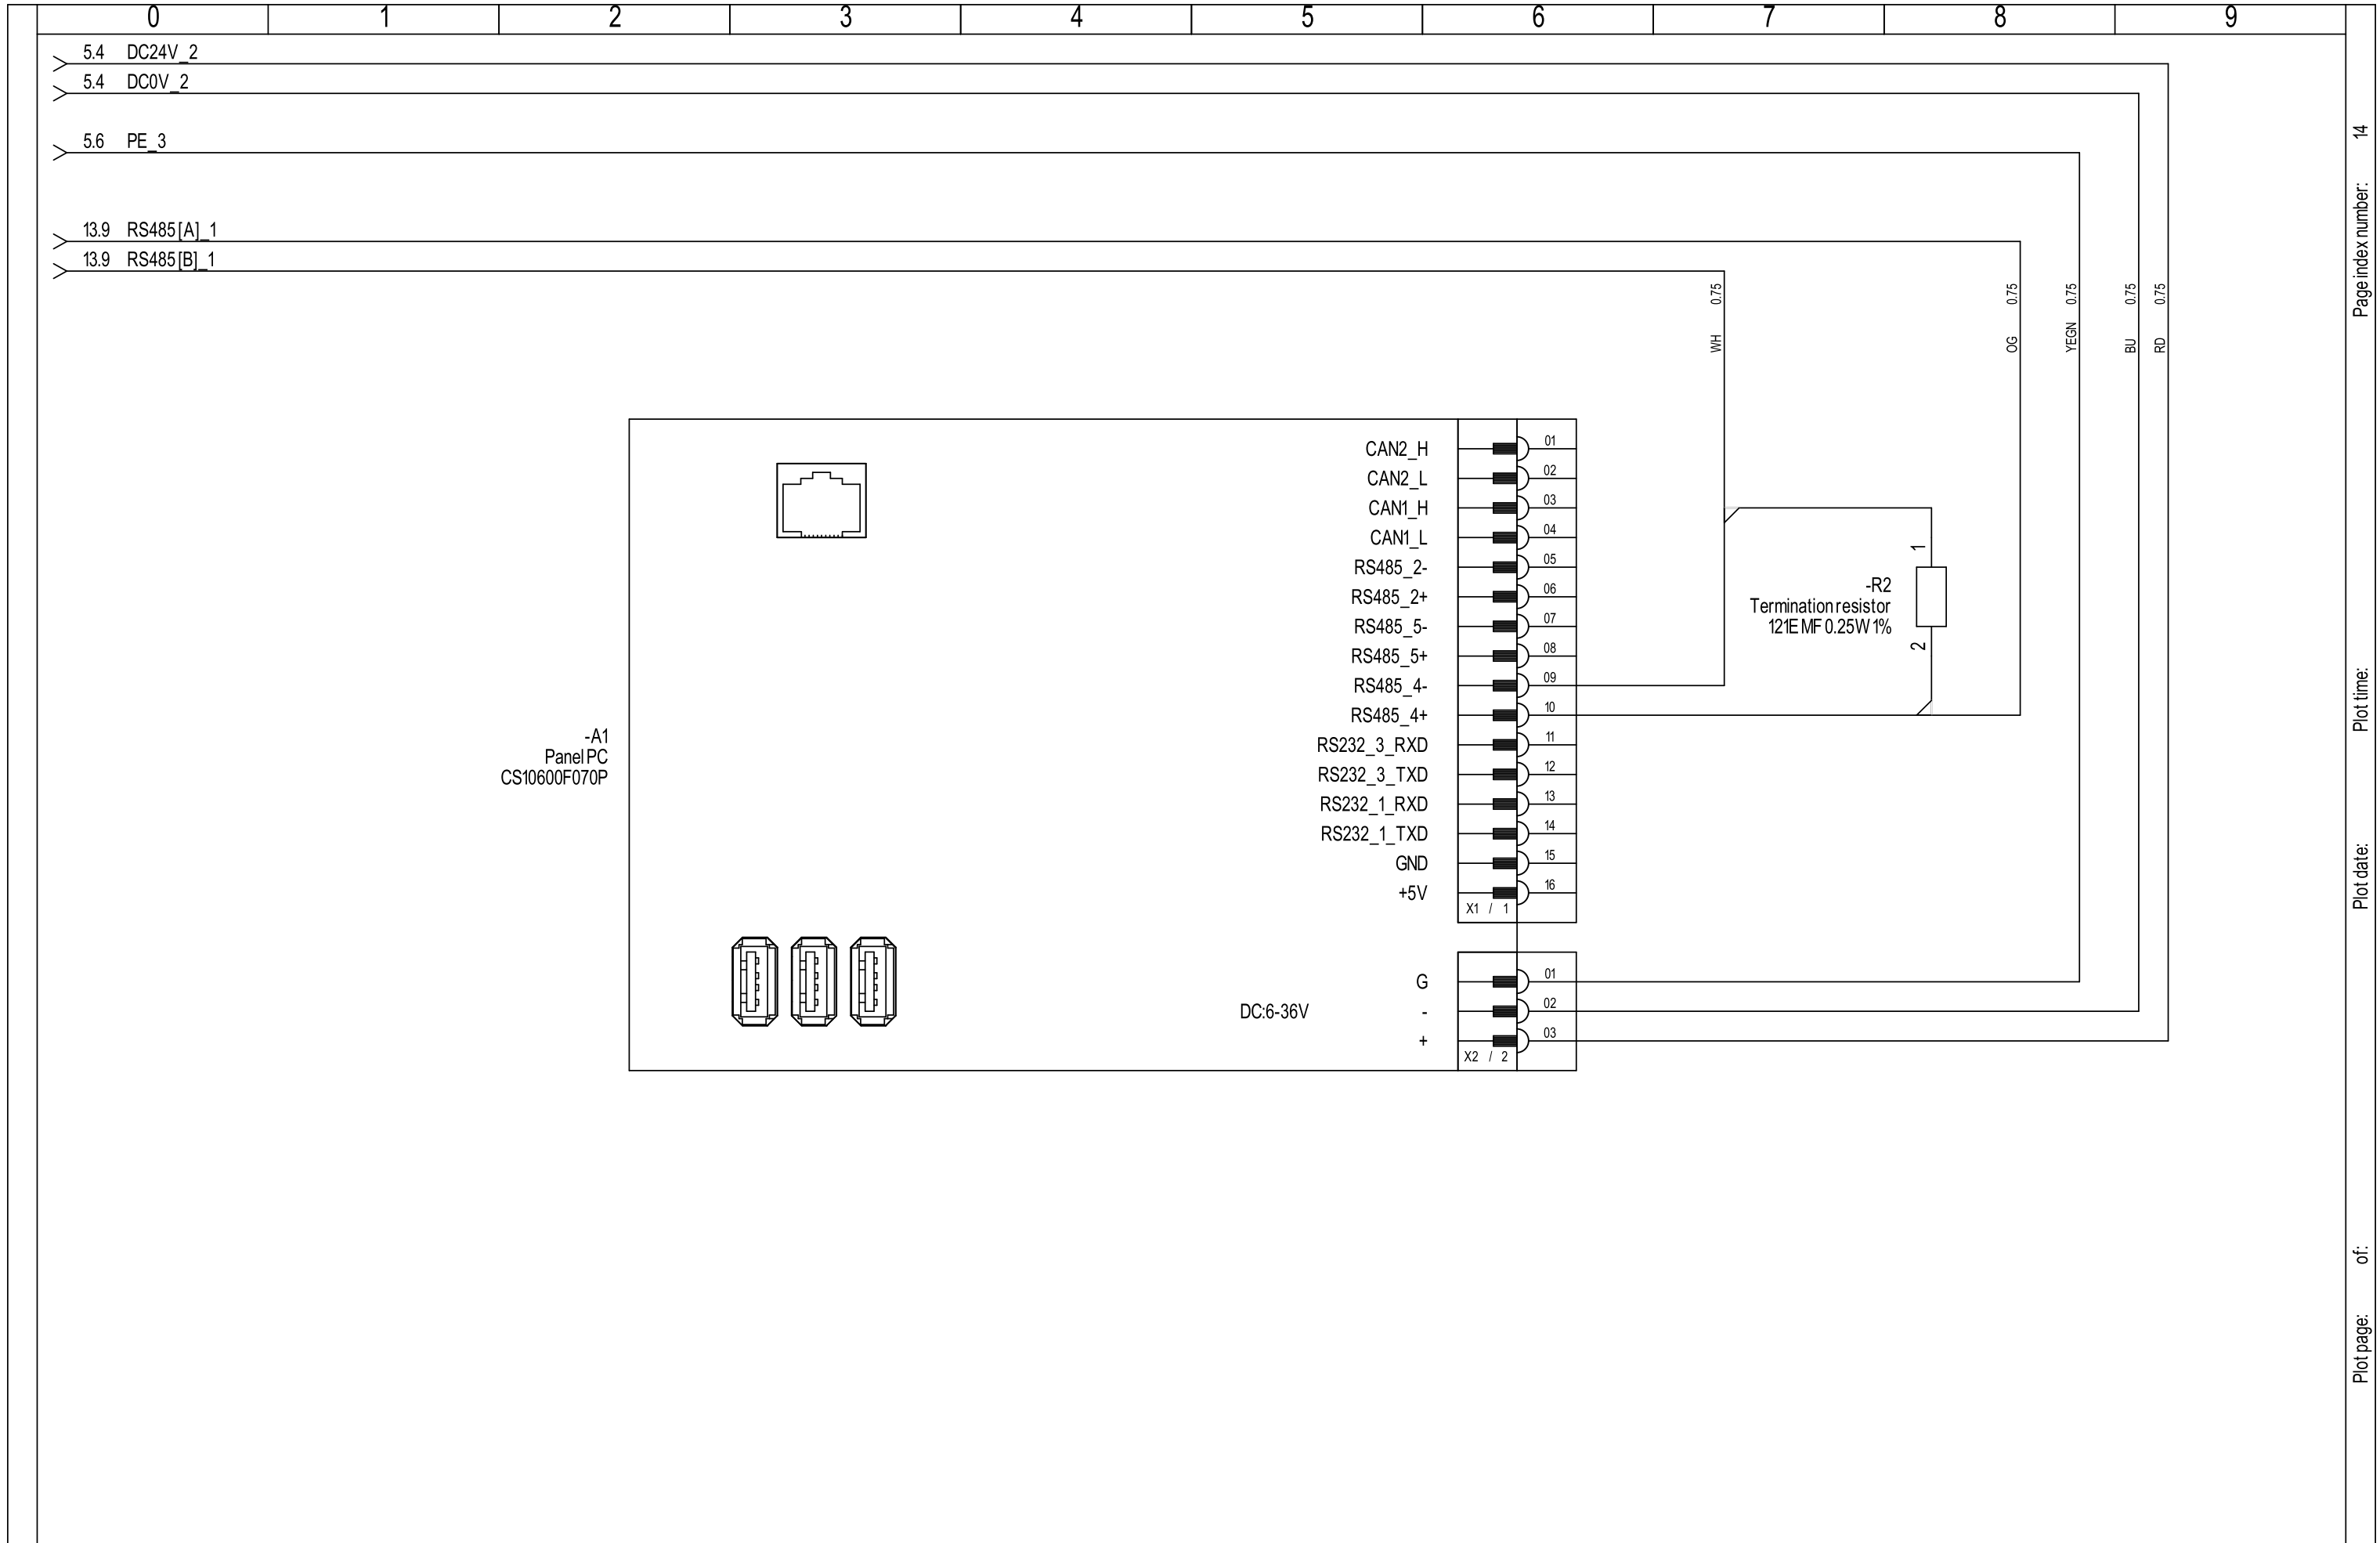 0 1 2 3 4 5 6 7 8 9
5.4 DC24V_2
5.4 DC0V_2
5.6 PE_3
13.9 RS485[A]_1
13.9 RS485[B]_1
WH 0.75
OG 0.75
YEGN 0.75
BU 0.75
RD 0.75
CAN2_H 01
CAN2_L 02
CAN1_H 03
CAN1_L 04
RS485_2- 05
RS485_2+ 06
RS485_5- 07
RS485_5+ 08
RS485_4- 09
RS485_4+ 10
RS232_3_RXD 11
RS232_3_TXD 12
RS232_1_RXD 13
RS232_1_TXD 14
GND 15
+5V 16
X1 / 1
1
-R2
Termination resistor
121E MF 0.25W 1%
2
-A1
Panel PC
CS10600F070P
G 01
DC:6-36V - 02
+ 03
X2 / 2
Page index number: 14
Plot time:
Plot date:
Plot page: of: